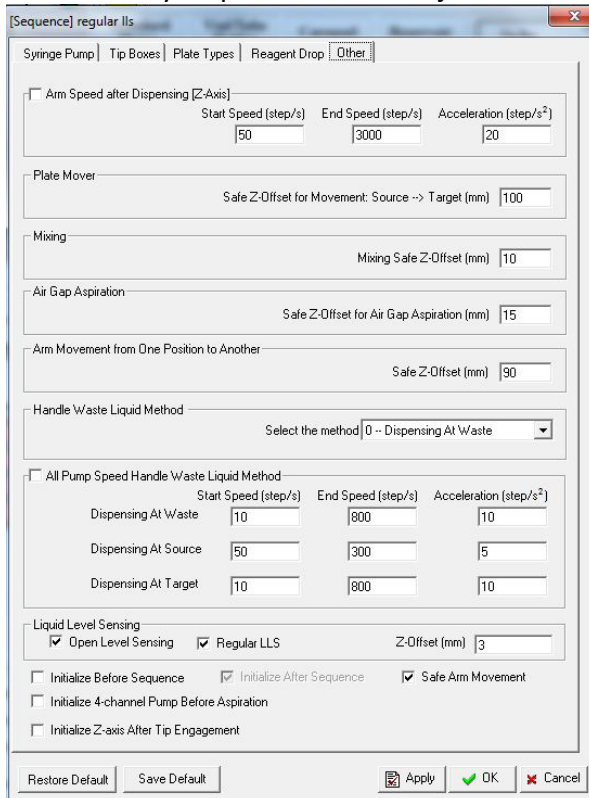 [Sequence] regular lls
Syringe Pump Tip Boxes Plate Types Reagent Drop Other
Arm Speed after Dispensing [Z-Axis]
Start Speed (step/s) End Speed (step/s) Acceleration (step/s²)
50 3000 20
Plate Mover
Safe Z-Offset for Movement: Source --> Target (mm) 100
Mixing
Mixing Safe Z-Offset (mm) 10
Air Gap Aspiration
Safe Z-Offset for Air Gap Aspiration (mm) 15
Arm Movement from One Position to Another
Safe Z-Offset (mm) 90
Handle Waste Liquid Method
Select the method 0 -- Dispensing At Waste
All Pump Speed Handle Waste Liquid Method
Start Speed (step/s) End Speed (step/s) Acceleration (step/s²)
Dispensing At Waste 10 800 10
Dispensing At Source 50 300 5
Dispensing At Target 10 800 10
Liquid Level Sensing
Open Level Sensing Regular LLS Z-Offset (mm) 3
Initialize Before Sequence Initialize After Sequence Safe Arm Movement
Initialize 4-channel Pump Before Aspiration
Initialize Z-axis After Tip Engagement
Restore Default Save Default Apply OK Cancel